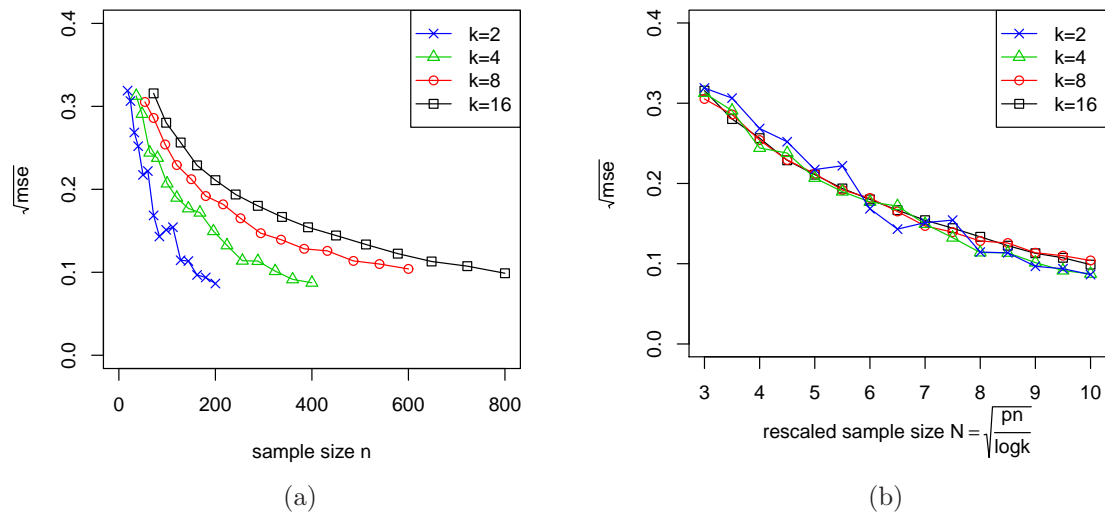 0.4
0.3
0.2
0.1
0.0
√mse
k=2
k=4
k=8
k=16
0 200 400 600 800
sample size n
(a)
0.4
0.3
0.2
0.1
0.0
√mse
k=2
k=4
k=8
k=16
3 4 5 6 7 8 9 10
rescaled sample size N = √(pn/logk)
(b)